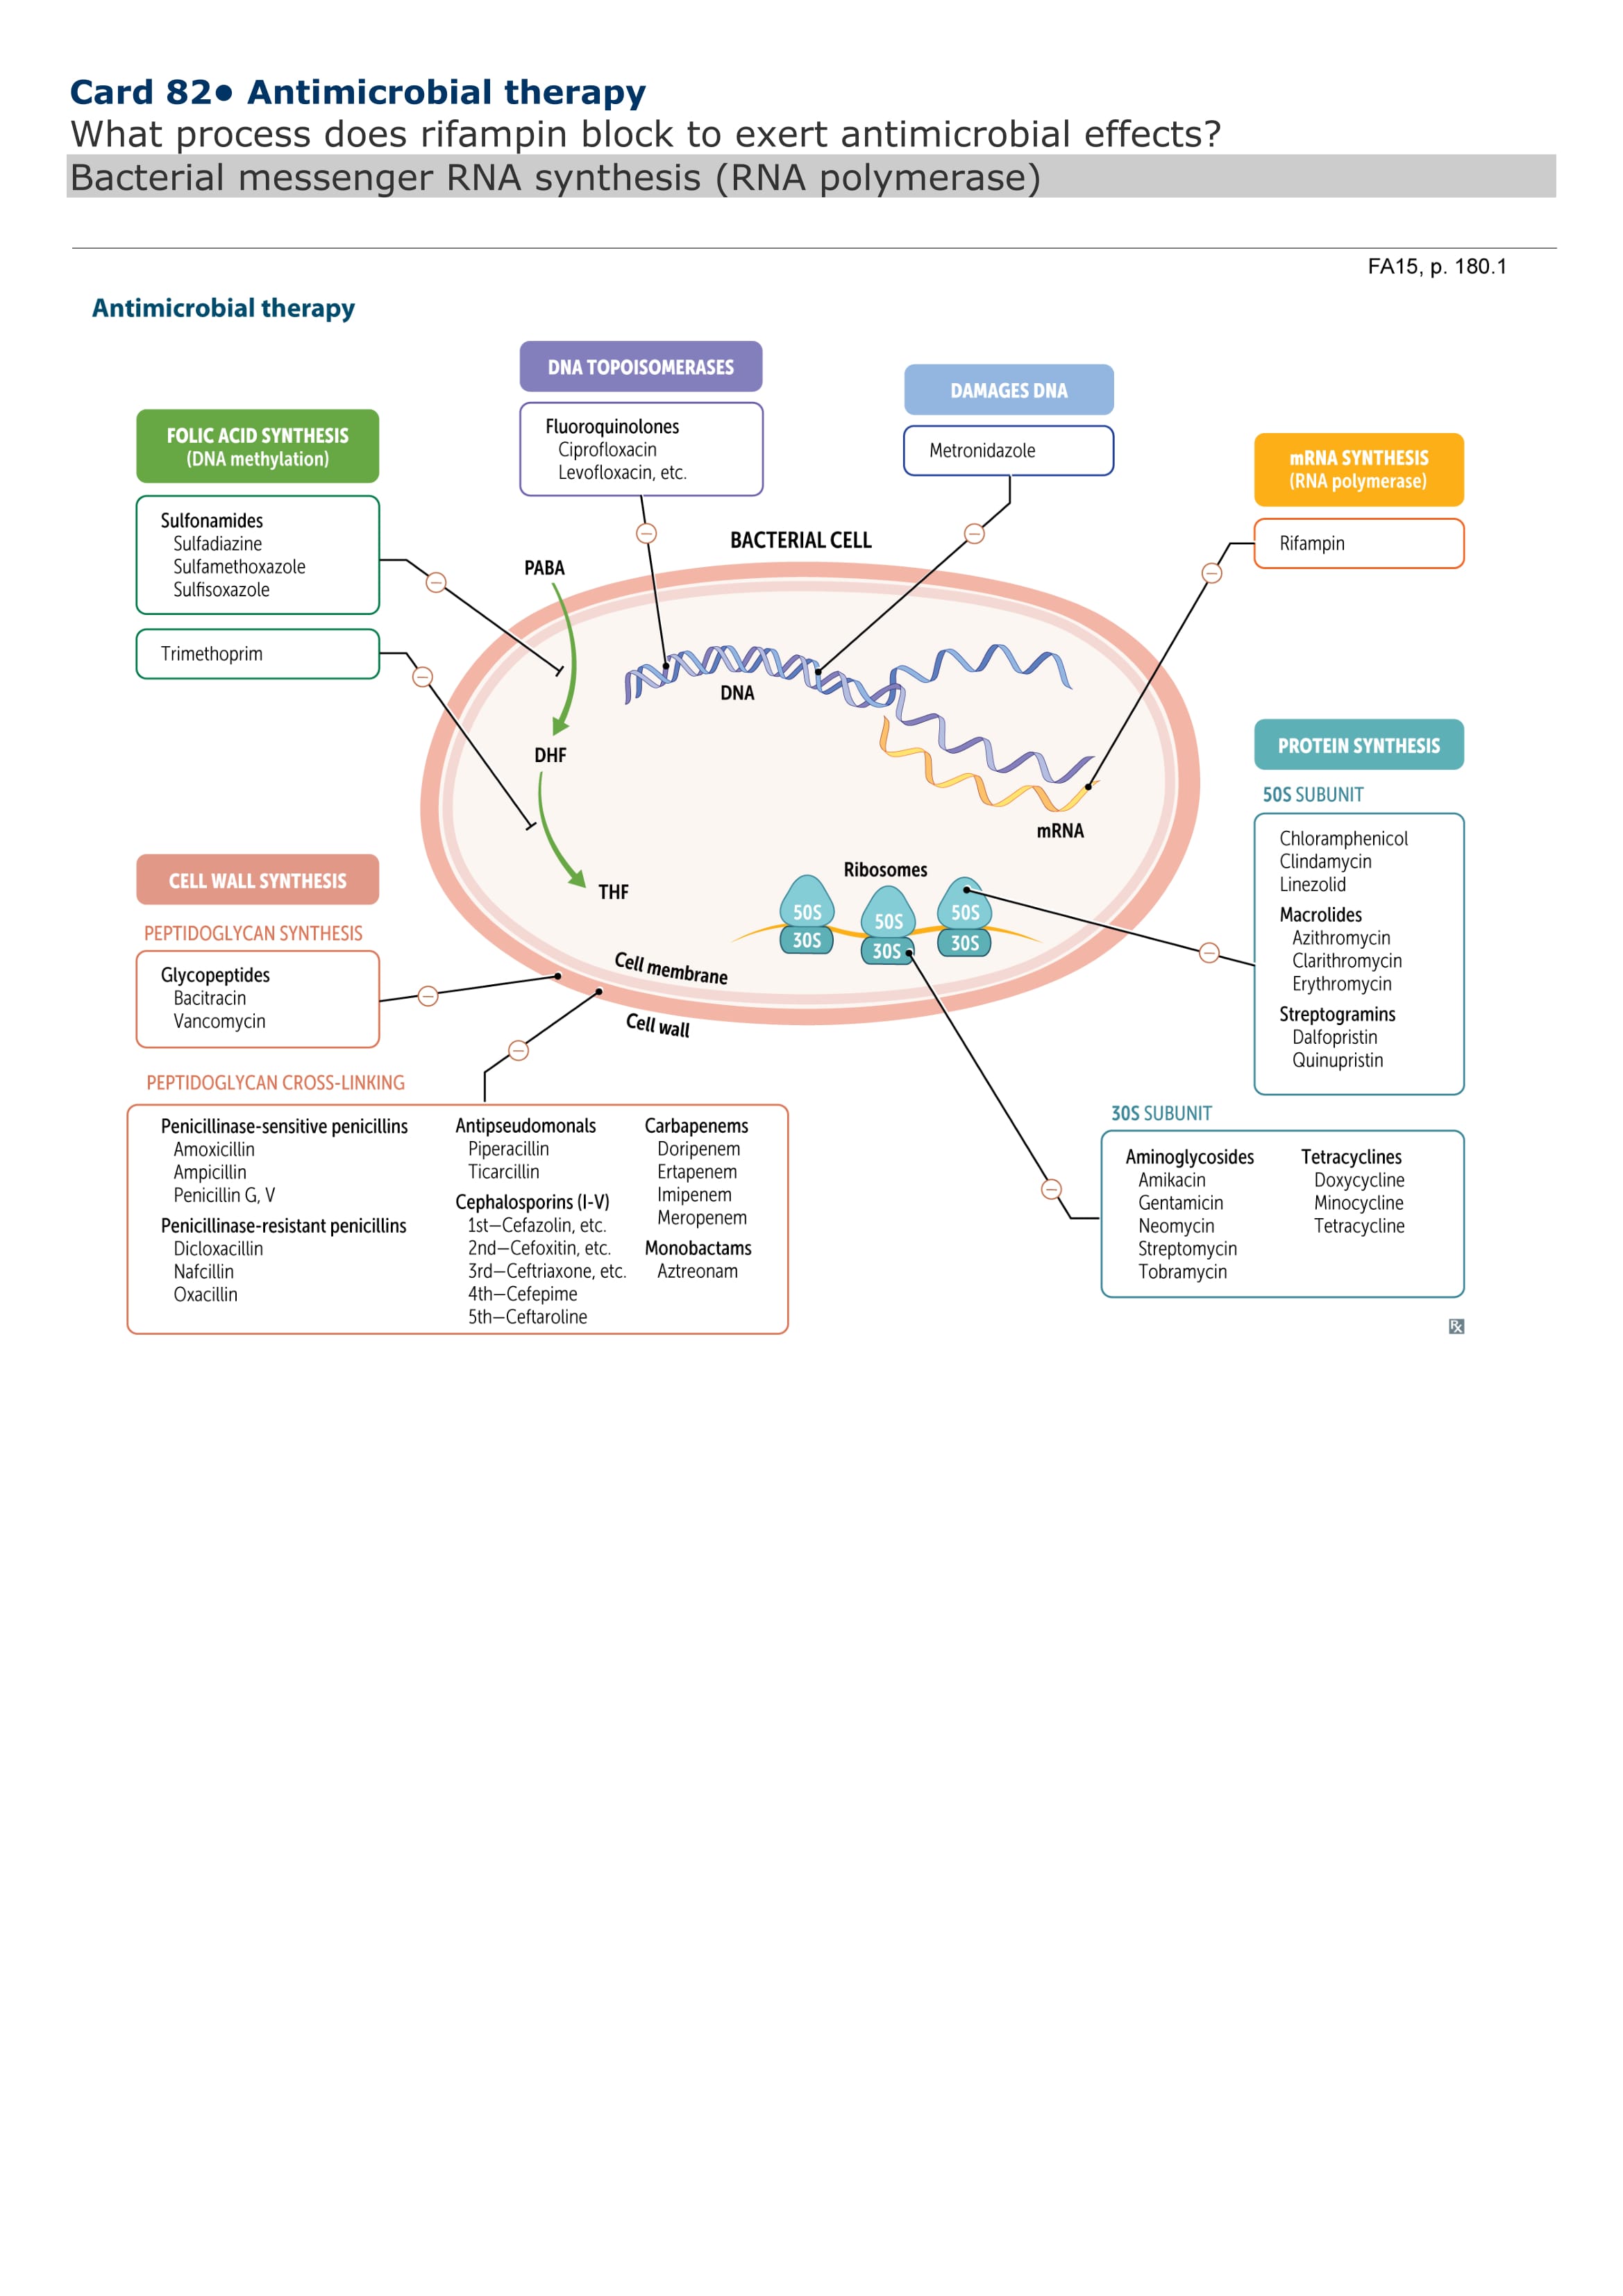 Card 82● Antimicrobial therapy
What process does rifampin block to exert antimicrobial effects?
Bacterial messenger RNA synthesis (RNA polymerase)
FA15, p. 180.1
Antimicrobial therapy
DNA TOPOISOMERASES
Fluoroquinolones
Ciprofloxacin
Levofloxacin, etc.
DAMAGES DNA
Metronidazole
FOLIC ACID SYNTHESIS
(DNA methylation)
Sulfonamides
Sulfadiazine
Sulfamethoxazole
Sulfisoxazole
Trimethoprim
mRNA SYNTHESIS
(RNA polymerase)
Rifampin
BACTERIAL CELL
PABA
DHF
THF
DNA
mRNA
Ribosomes
50S
30S
50S
30S
50S
30S
Cell membrane
Cell wall
PROTEIN SYNTHESIS
50S SUBUNIT
Chloramphenicol
Clindamycin
Linezolid
Macrolides
Azithromycin
Clarithromycin
Erythromycin
Streptogramins
Dalfopristin
Quinupristin
30S SUBUNIT
Aminoglycosides
Amikacin
Gentamicin
Neomycin
Streptomycin
Tobramycin
Tetracyclines
Doxycycline
Minocycline
Tetracycline
CELL WALL SYNTHESIS
PEPTIDOGLYCAN SYNTHESIS
Glycopeptides
Bacitracin
Vancomycin
PEPTIDOGLYCAN CROSS-LINKING
Penicillinase-sensitive penicillins
Amoxicillin
Ampicillin
Penicillin G, V
Penicillinase-resistant penicillins
Dicloxacillin
Nafcillin
Oxacillin
Antipseudomonals
Piperacillin
Ticarcillin
Cephalosporins (I-V)
1st—Cefazolin, etc.
2nd—Cefoxitin, etc.
3rd—Ceftriaxone, etc.
4th—Cefepime
5th—Ceftaroline
Carbapenems
Doripenem
Ertapenem
Imipenem
Meropenem
Monobactams
Aztreonam
Rx